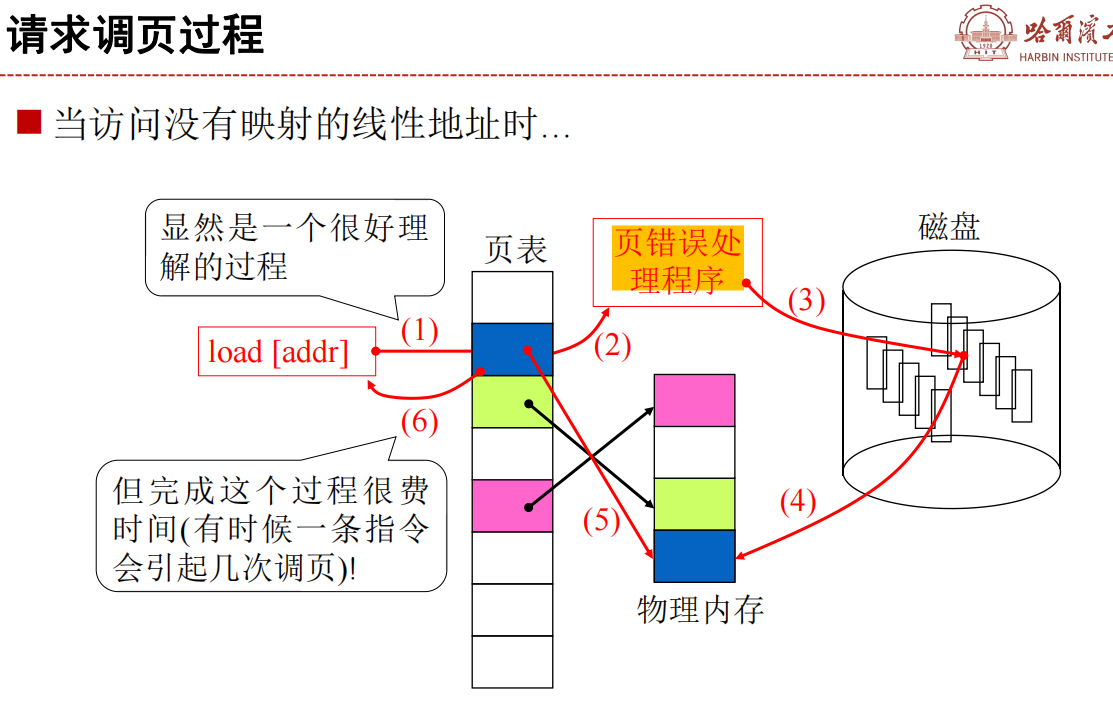 请求调页过程
HARBIN INSTITUTE
当访问没有映射的线性地址时…
显然是一个很好理
解的过程
页表
页错误处
理程序
磁盘
(1)
(2)
(3)
load [addr]
(6)
但完成这个过程很费
时间(有时候一条指令
会引起几次调页)!
(5)
(4)
物理内存
哈爾濱
1920
HIT